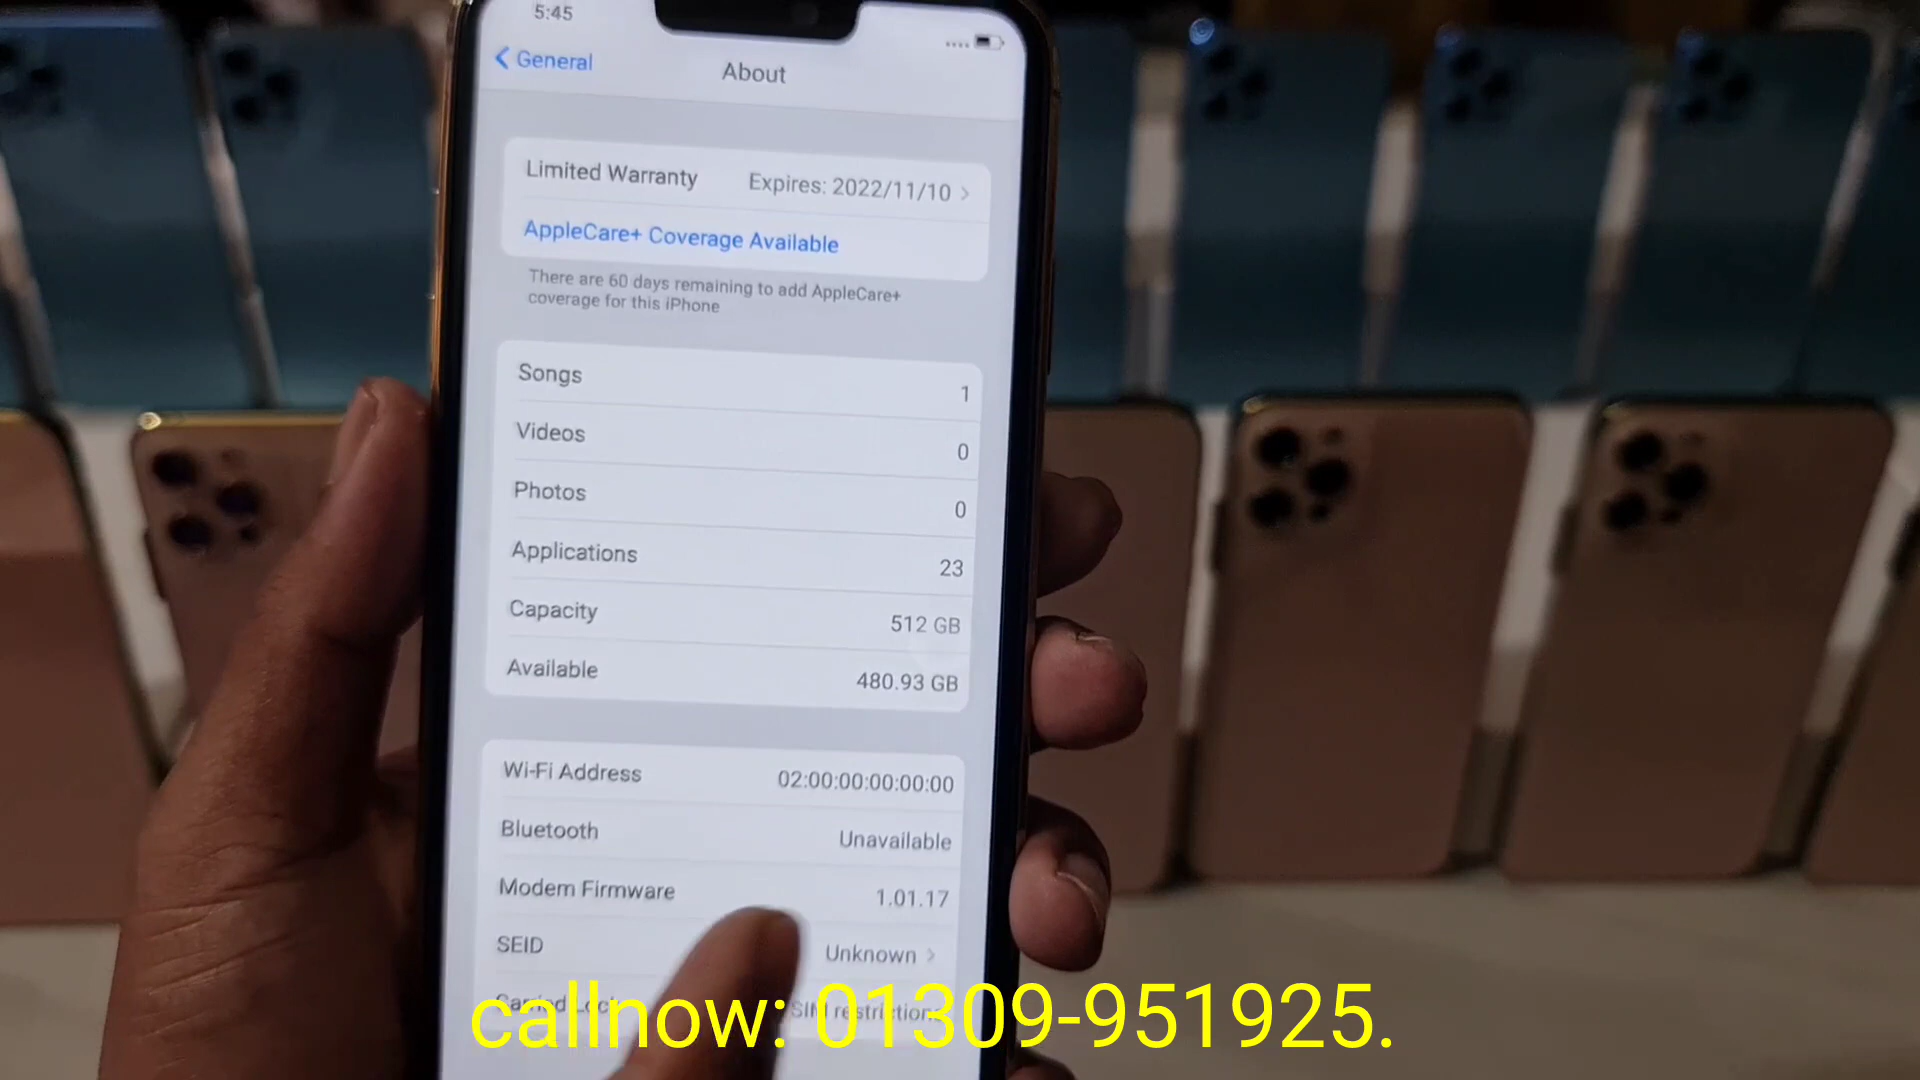 5:45
General
About
Limited Warranty Expires: 2022/11/10
AppleCare+ Coverage Available
There are 60 days remaining to add AppleCare+
coverage for this iPhone
Songs 1
Videos 0
Photos 0
Applications 23
Capacity 512 GB
Available 480.93 GB
Wi-Fi Address 02:00:00:00:00:00
Bluetooth Unavailable
Modem Firmware 1.01.17
SEID Unknown
callnow: 01309-951925.